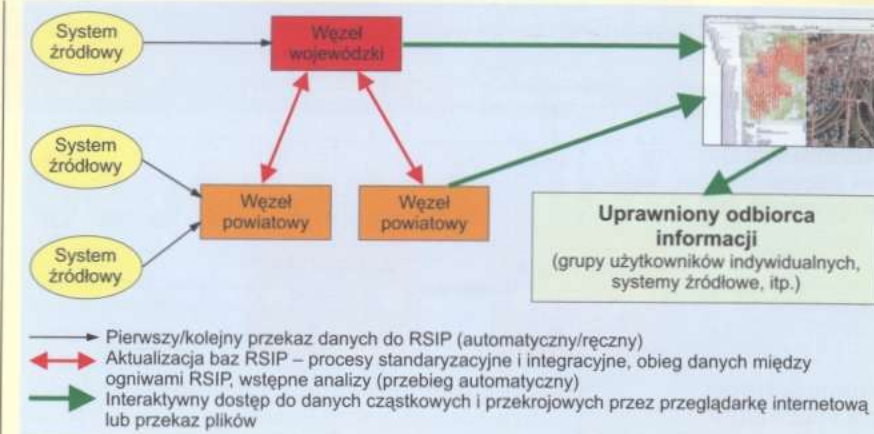 System
źródłowy
Węzeł
wojewódzki
System
źródłowy
Węzeł
powiatowy
Węzeł
powiatowy
System
źródłowy
Uprawniony odbiorca
informacji
(grupy użytkowników indywidualnych,
systemy źródłowe, itp.)
Pierwszy/kolejny przekaz danych do RSIP (automatyczny/ręczny)
Aktualizacja baz RSIP – procesy standaryzacyjne i integracyjne, obieg danych między
ogniwami RSIP, wstępne analizy (przebieg automatyczny)
Interaktywny dostęp do danych cząstkowych i przekrojowych przez przeglądarkę internetową
lub przekaz plików